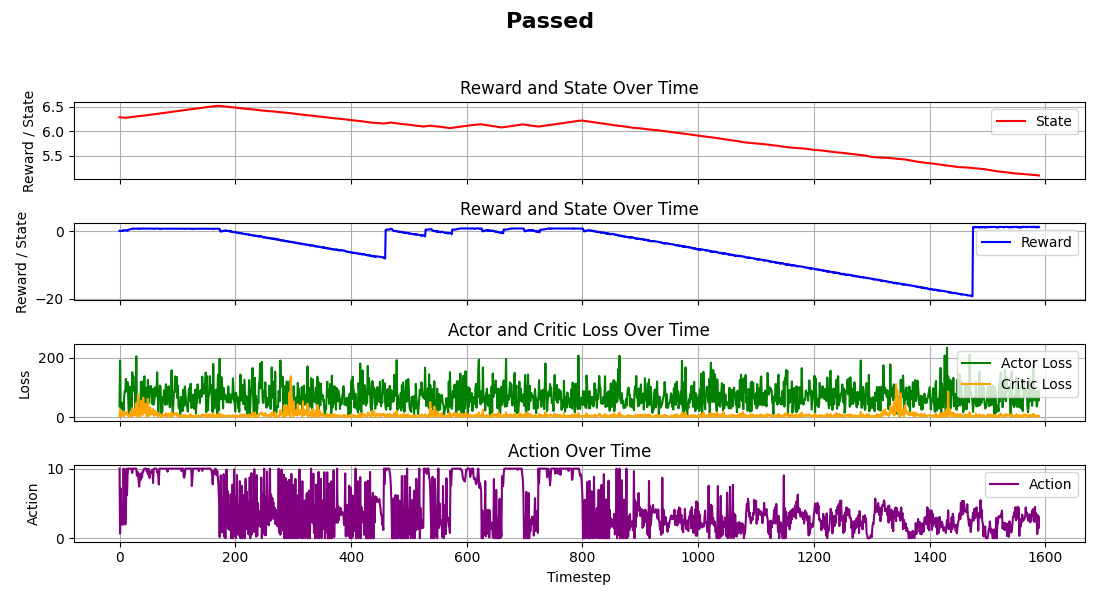 Passed
Reward and State Over Time
Reward / State
6.5
6.0
5.5
State
Reward and State Over Time
Reward / State
0
−20
Reward
Actor and Critic Loss Over Time
Loss
200
0
Actor Loss
Critic Loss
Action Over Time
Action
10
0
Action
0 200 400 600 800 1000 1200 1400 1600
Timestep